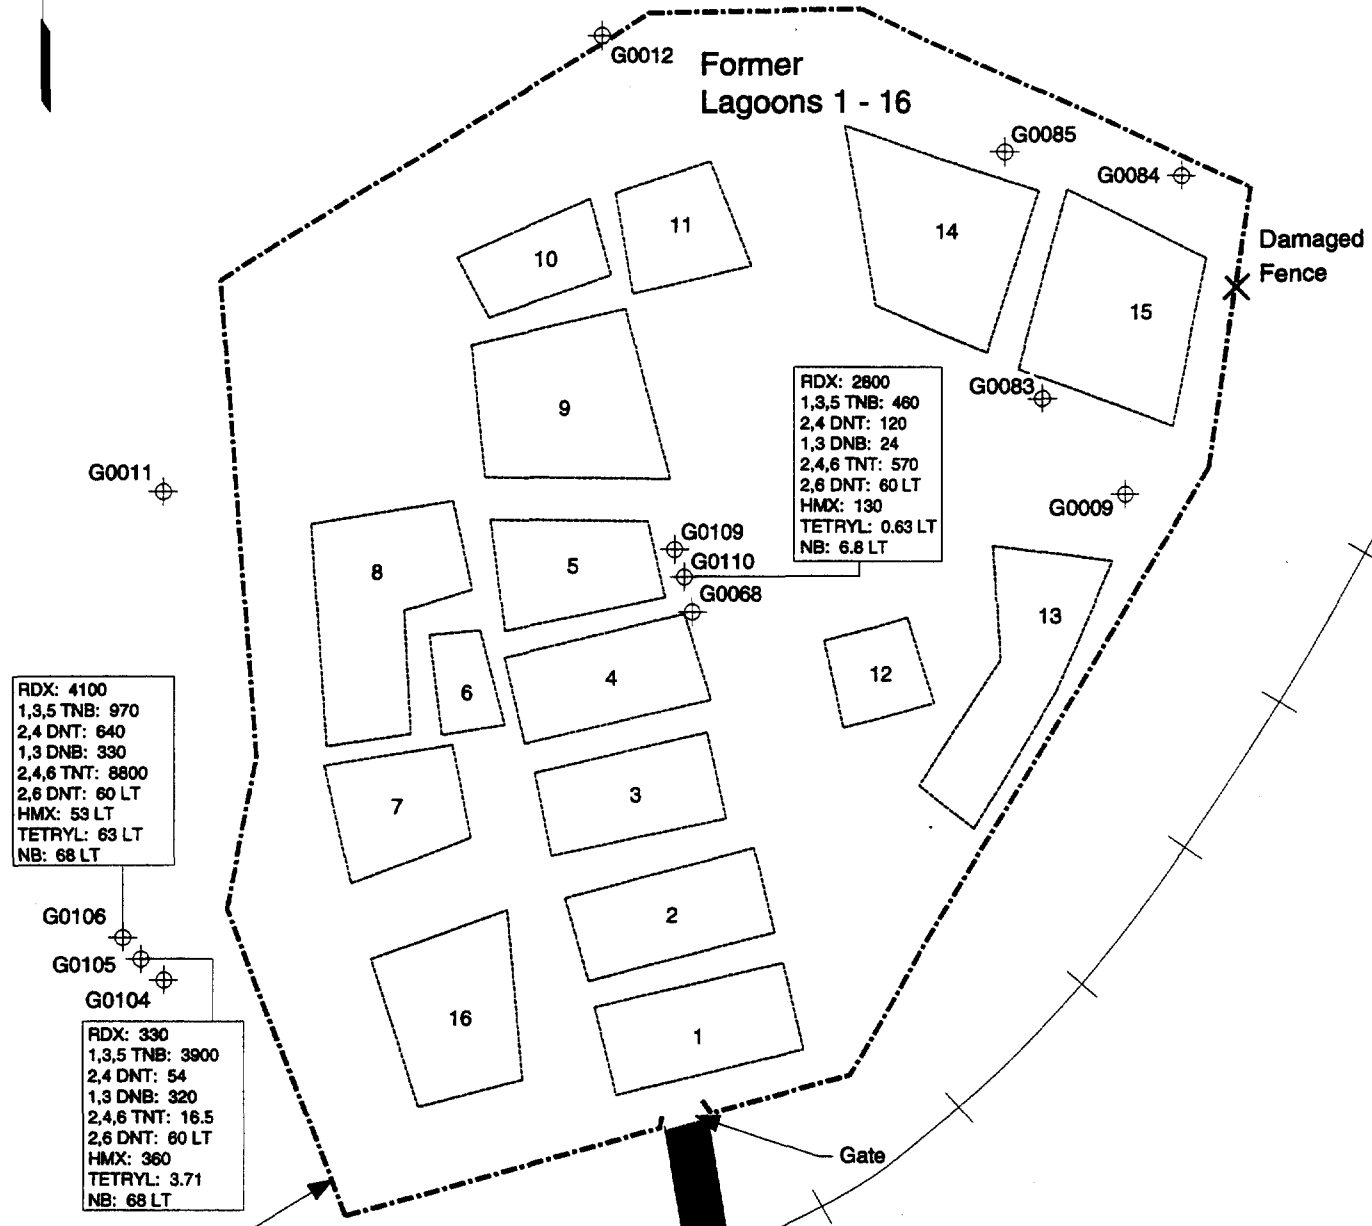 G0012
Former
Lagoons 1 - 16
G0085
G0084
11
14
10
Damaged
Fence
15
9
G0083
RDX: 2800
1,3,5 TNB: 460
2,4 DNT: 120
1,3 DNB: 24
2,4,6 TNT: 570
2,6 DNT: 60 LT
HMX: 130
TETRYL: 0.63 LT
NB: 6.8 LT
G0011
G0009
G0109
G0110
G0068
8
5
13
12
4
6
RDX: 4100
1,3,5 TNB: 970
2,4 DNT: 640
1,3 DNB: 330
2,4,6 TNT: 8800
2,6 DNT: 60 LT
HMX: 53 LT
TETRYL: 63 LT
NB: 68 LT
3
7
2
G0106
G0105
G0104
16
1
RDX: 330
1,3,5 TNB: 3900
2,4 DNT: 54
1,3 DNB: 320
2,4,6 TNT: 16.5
2,6 DNT: 60 LT
HMX: 360
TETRYL: 3.71
NB: 68 LT
Gate